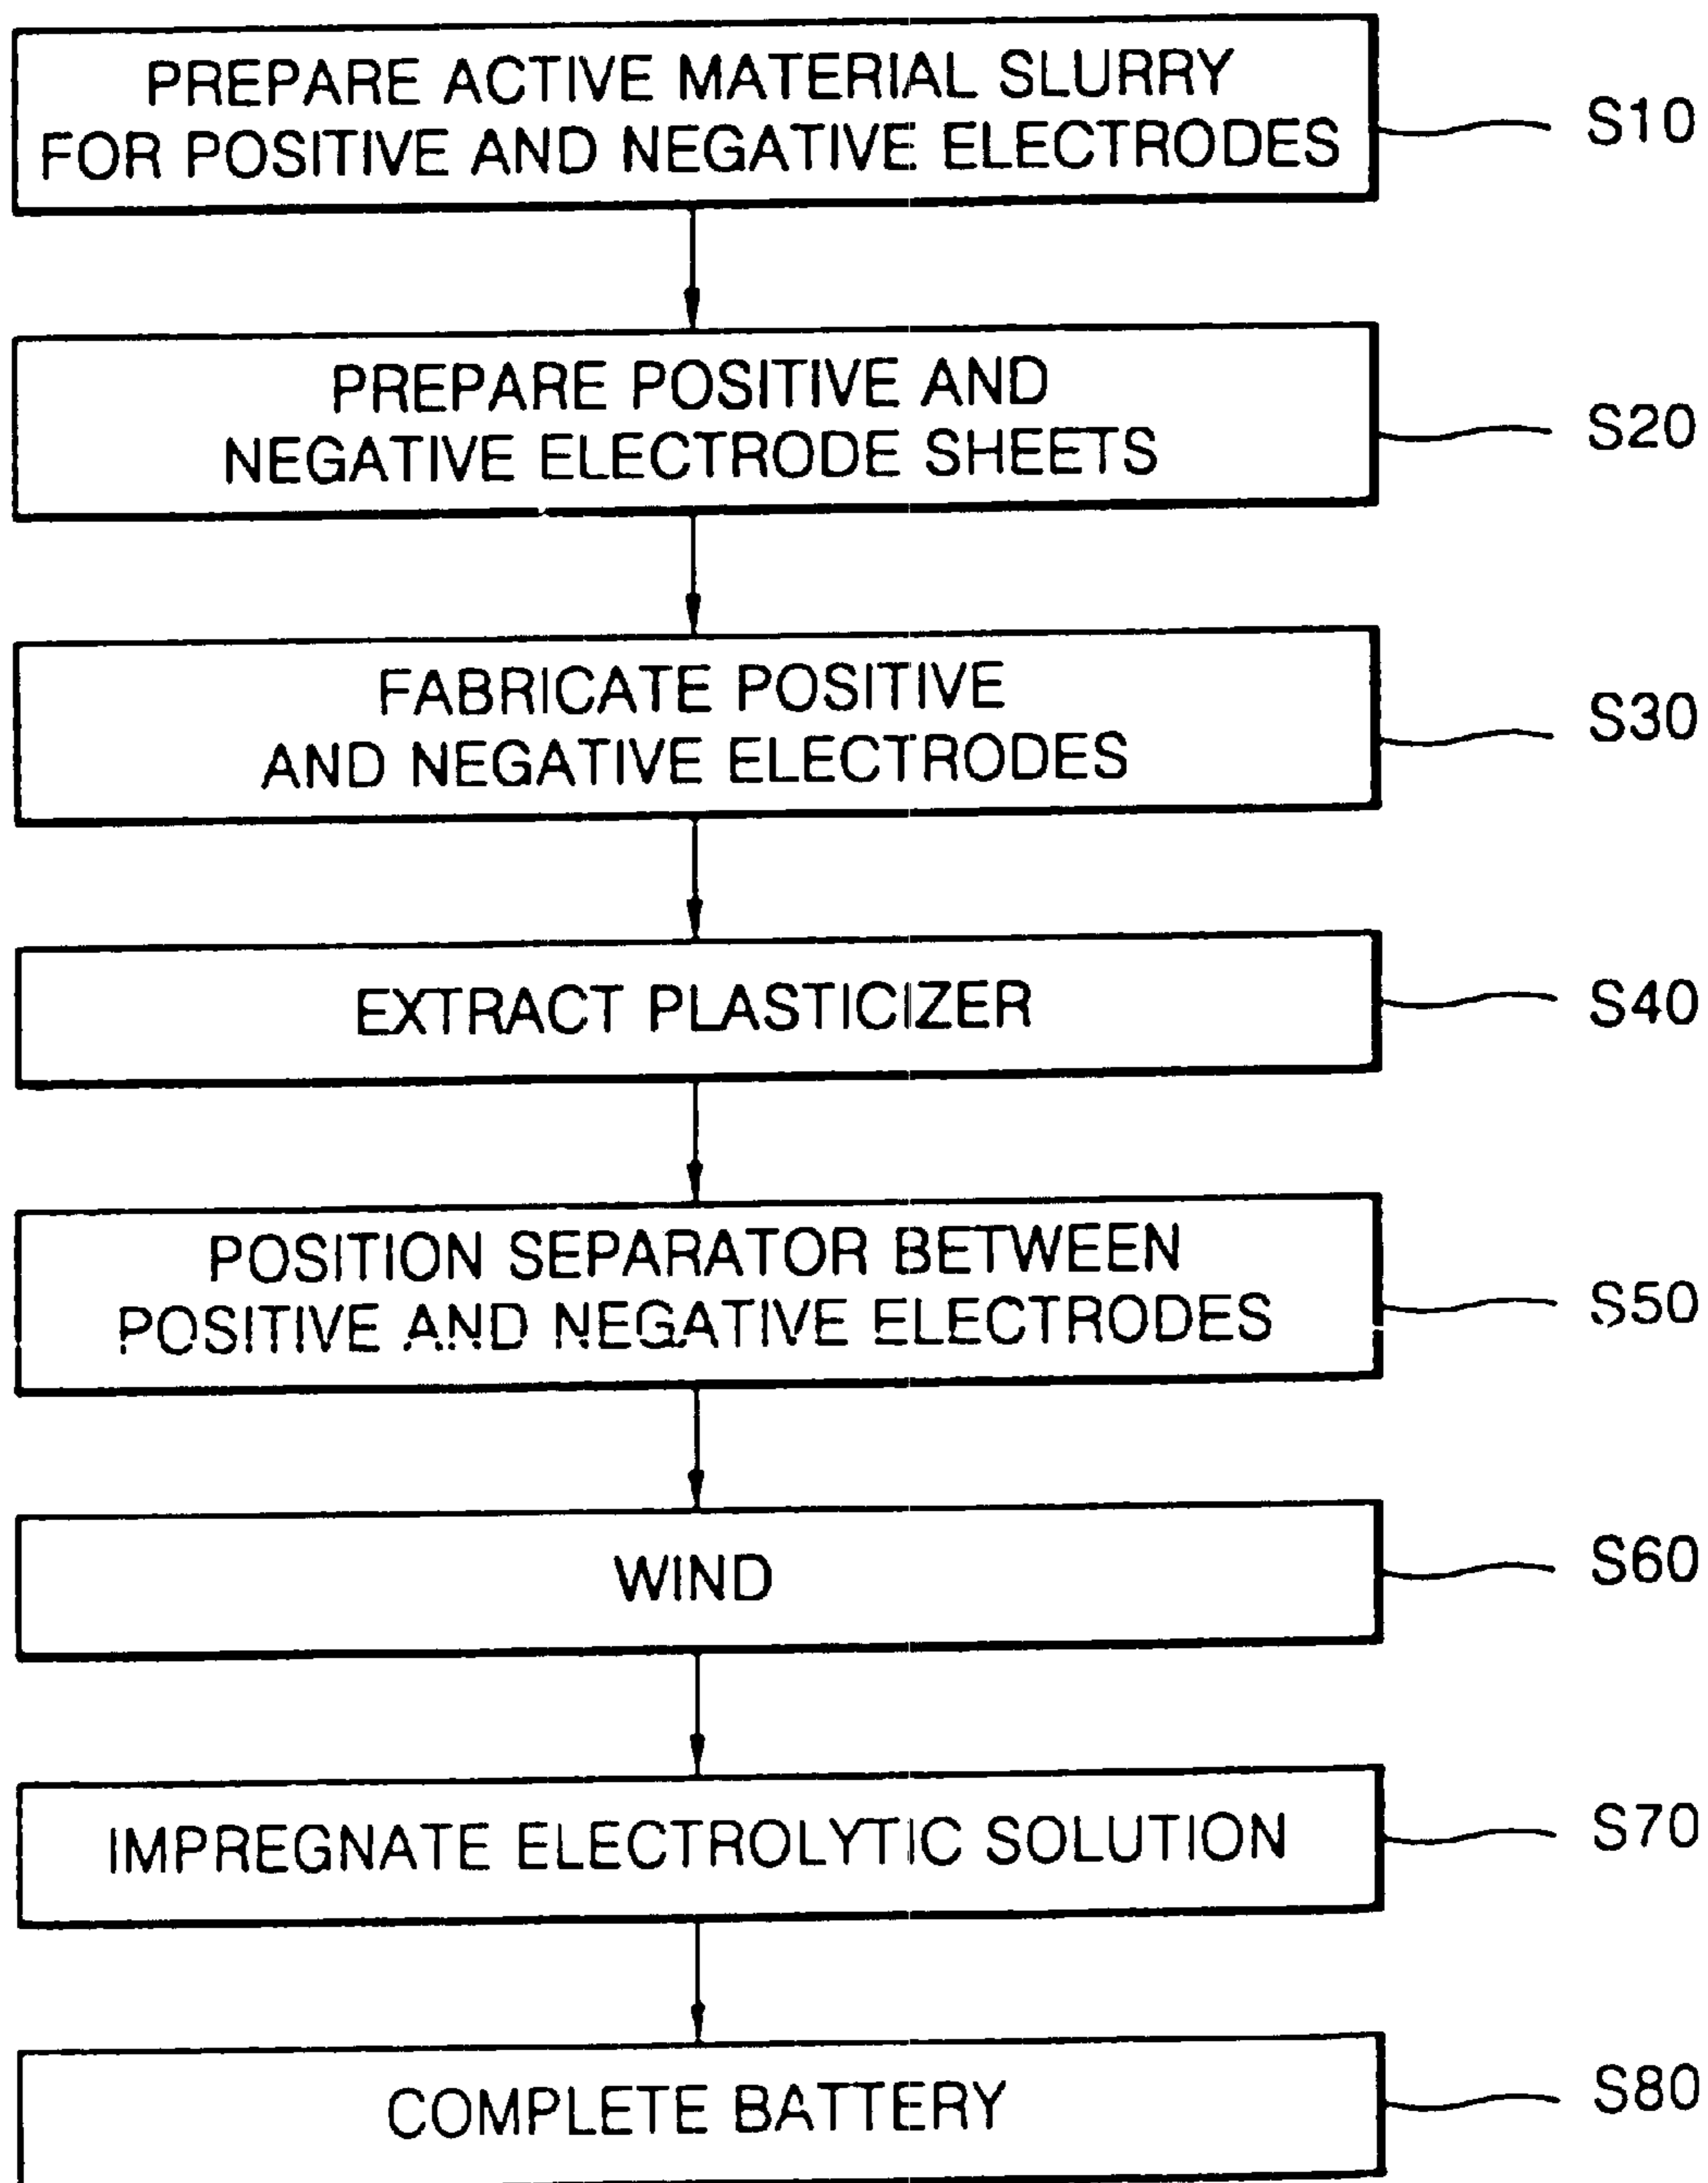 PREPARE ACTIVE MATERIAL SLURRY
FOR POSITIVE AND NEGATIVE ELECTRODES
S10
PREPARE POSITIVE AND
NEGATIVE ELECTRODE SHEETS
S20
FABRICATE POSITIVE
AND NEGATIVE ELECTRODES
S30
EXTRACT PLASTICIZER
S40
POSITION SEPARATOR BETWEEN
POSITIVE AND NEGATIVE ELECTRODES
S50
WIND
S60
IMPREGNATE ELECTROLYTIC SOLUTION
S70
COMPLETE BATTERY
S80